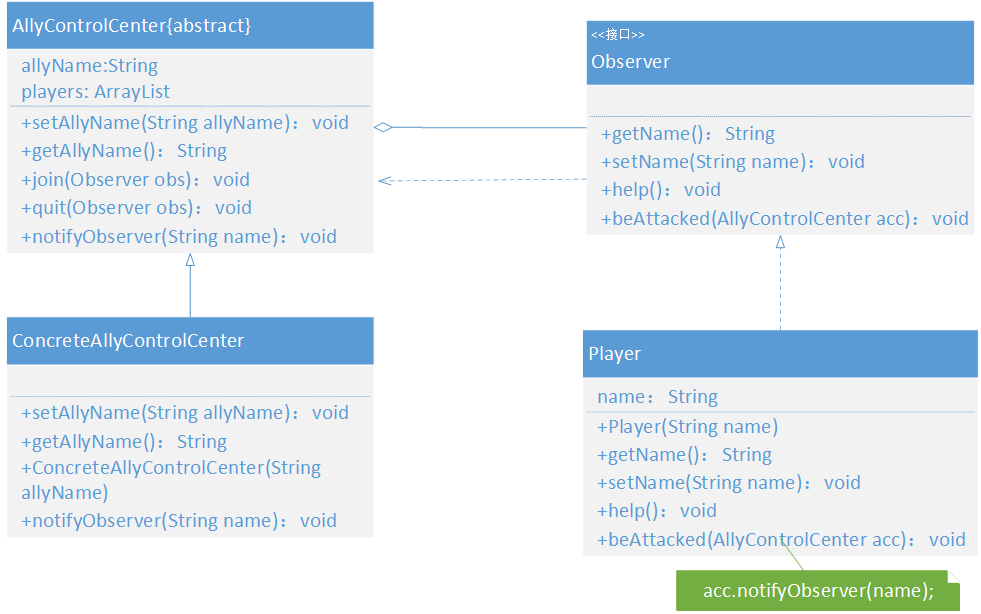 AllyControlCenter{abstract}
allyName:String
players: ArrayList
+setAllyName(String allyName)：void
+getAllyName()：String
+join(Observer obs)：void
+quit(Observer obs)：void
+notifyObserver(String name)：void
<<接口>>
Observer
+getName()：String
+setName(String name)：void
+help()：void
+beAttacked(AllyControlCenter acc)：void
ConcreteAllyControlCenter
+setAllyName(String allyName)：void
+getAllyName()：String
+ConcreteAllyControlCenter(String
allyName)
+notifyObserver(String name)：void
Player
name：String
+Player(String name)
+getName()：String
+setName(String name)：void
+help()：void
+beAttacked(AllyControlCenter acc)：void
acc.notifyObserver(name);